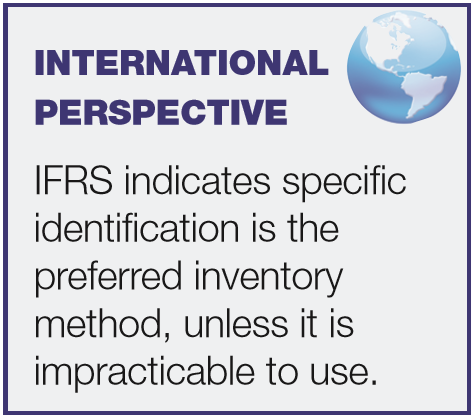 INTERNATIONAL
PERSPECTIVE
IFRS indicates specific
identification is the
preferred inventory
method, unless it is
impracticable to use.